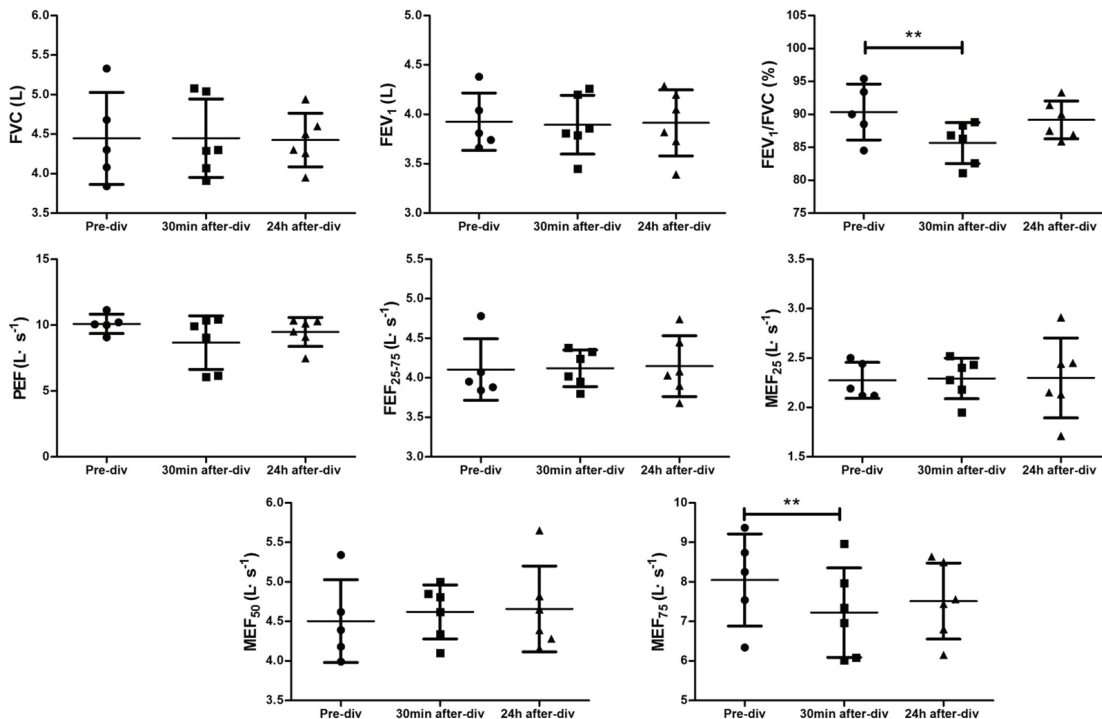 FVC (L)
6.0
5.5
5.0
4.5
4.0
3.5
Pre-div 30min after-div 24h after-div
FEV1 (L)
5.0
4.5
4.0
3.5
3.0
Pre-div 30min after-div 24h after-div
FEV1/FVC (%)
105
100
95
90
85
80
75
**
Pre-div 30min after-div 24h after-div
PEF (L· s-1)
15
10
5
0
Pre-div 30min after-div 24h after-div
FEF25-75 (L· s-1)
5.5
5.0
4.5
4.0
3.5
3.0
Pre-div 30min after-div 24h after-div
MEF25 (L· s-1)
3.5
3.0
2.5
2.0
1.5
Pre-div 30min after-div 24h after-div
MEF50 (L· s-1)
6.0
5.5
5.0
4.5
4.0
3.5
Pre-div 30min after-div 24h after-div
MEF75 (L· s-1)
10
9
8
7
6
5
**
Pre-div 30min after-div 24h after-div